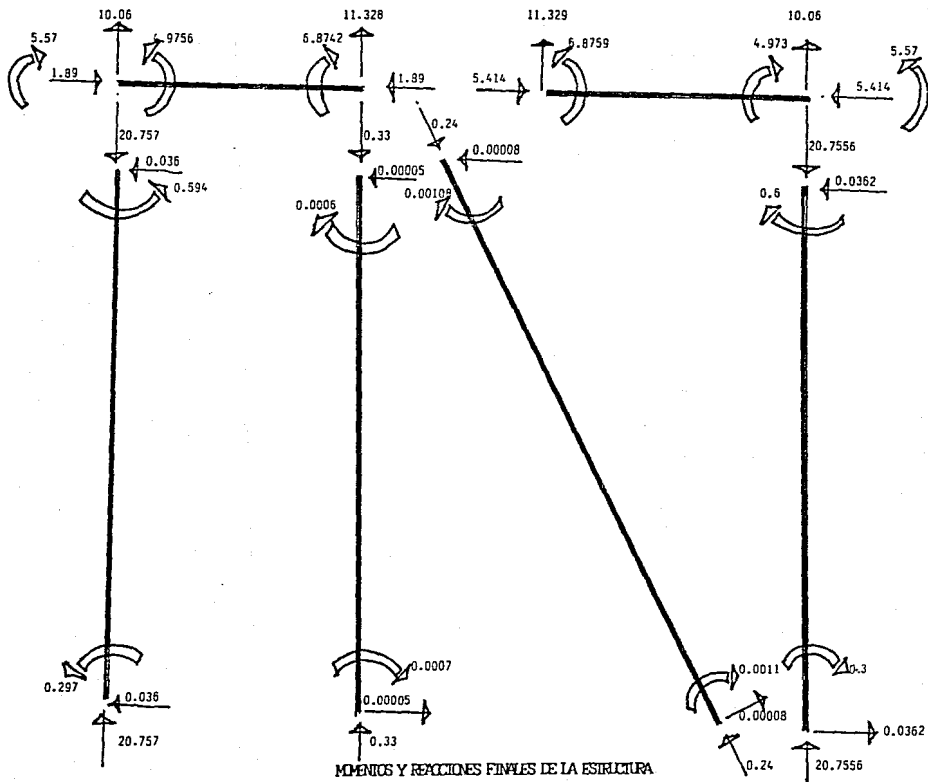 10.06 11.328 11.329 10.06
5.57 4.9756 6.8742 6.8759 4.973 5.57
1.89 1.89 5.414 5.414
20.757 0.33 0.24 20.7556
0.036 0.00005 0.00008 0.0362
0.594 0.0006 0.00109 0.6
0.297 0.0007 0.0011 0.3
0.036 0.00005 0.00008 0.0362
20.757 0.33 0.24 20.7556
MOMENTOS Y REACCIONES FINALES DE LA ESTRUCTURA